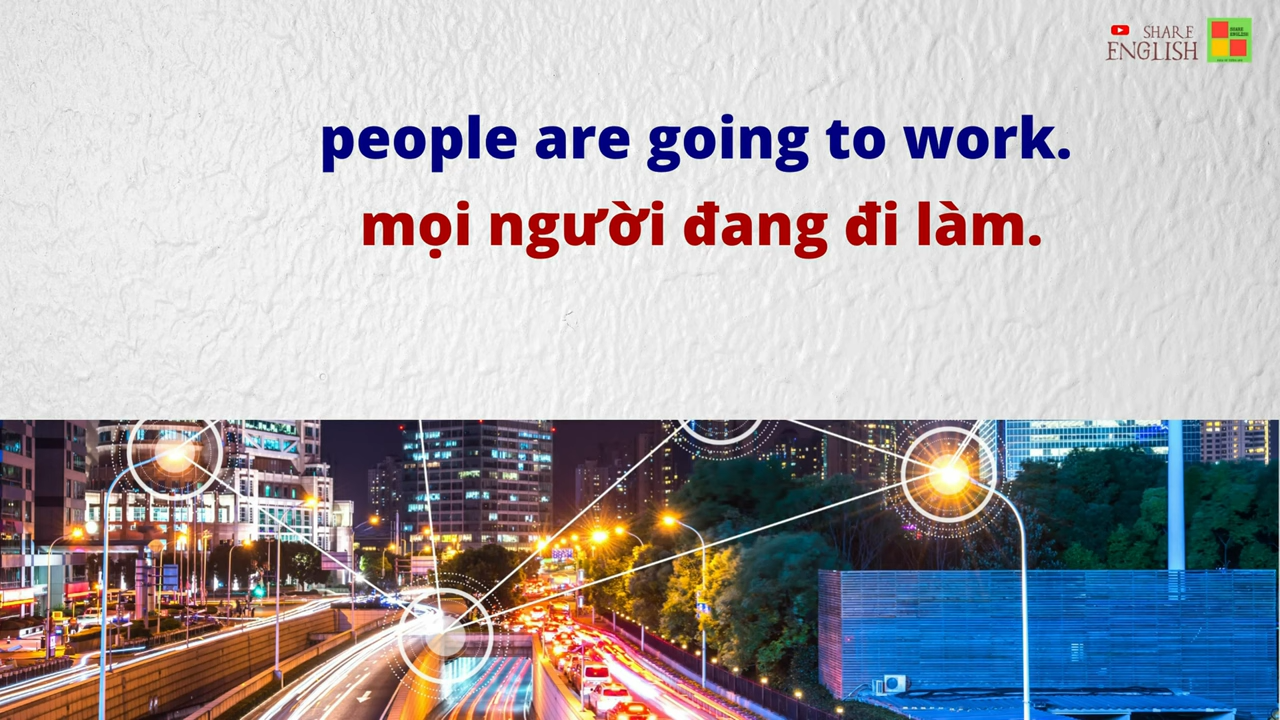 SHARE
ENGLISH
people are going to work.
mọi người đang đi làm.